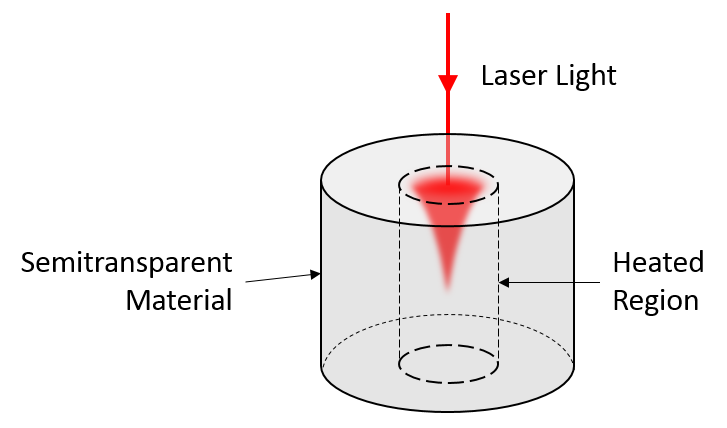 Laser Light
Semitransparent
Material
Heated
Region